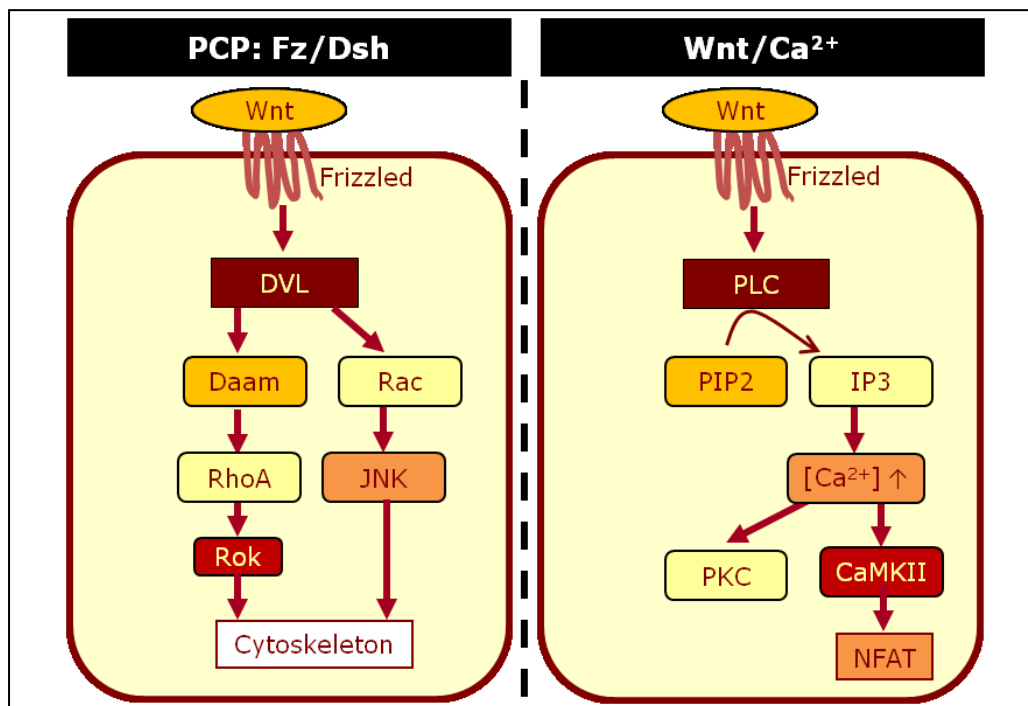 PCP: Fz/Dsh
Wnt
Frizzled
DVL
Daam
Rac
RhoA
JNK
Rok
Cytoskeleton
Wnt/Ca²⁺
Wnt
Frizzled
PLC
PIP2
IP3
[Ca²⁺] ↑
PKC
CaMKII
NFAT